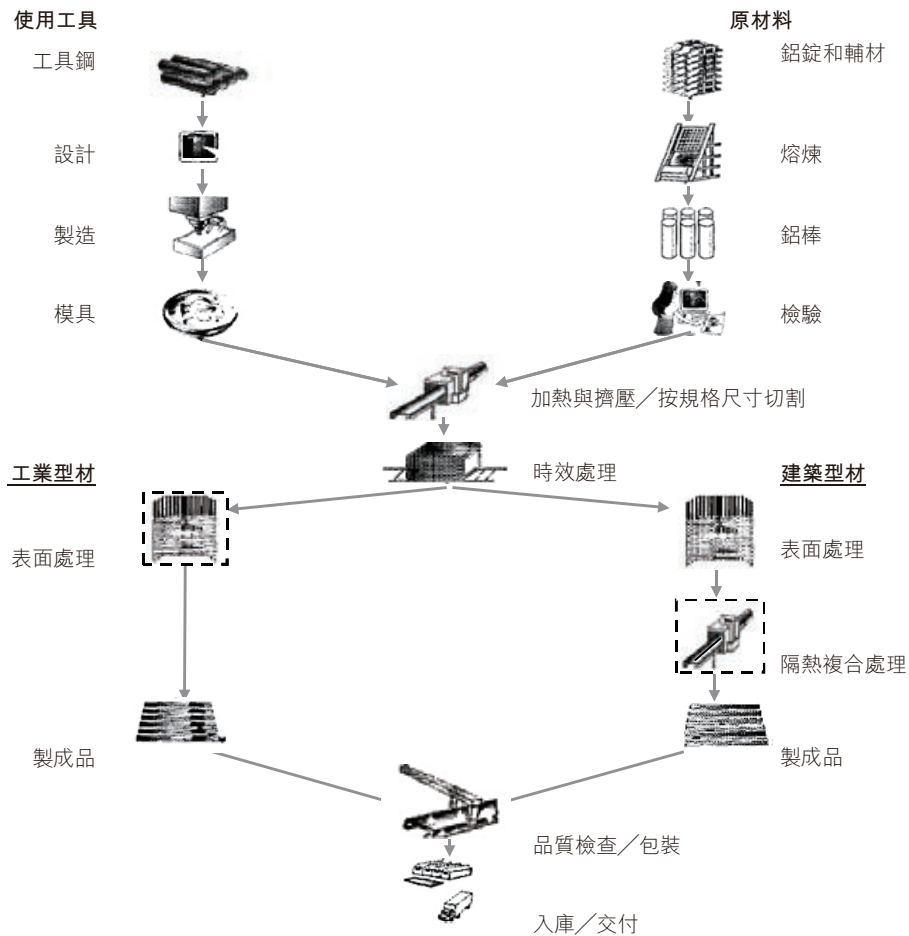 使用工具
原材料
工具鋼
鋁錠和輔材
設計
熔煉
製造
鋁棒
模具
檢驗
加熱與擠壓／按規格尺寸切割
時效處理
工業型材
建築型材
表面處理
表面處理
隔熱複合處理
製成品
製成品
品質檢查／包裝
入庫／交付